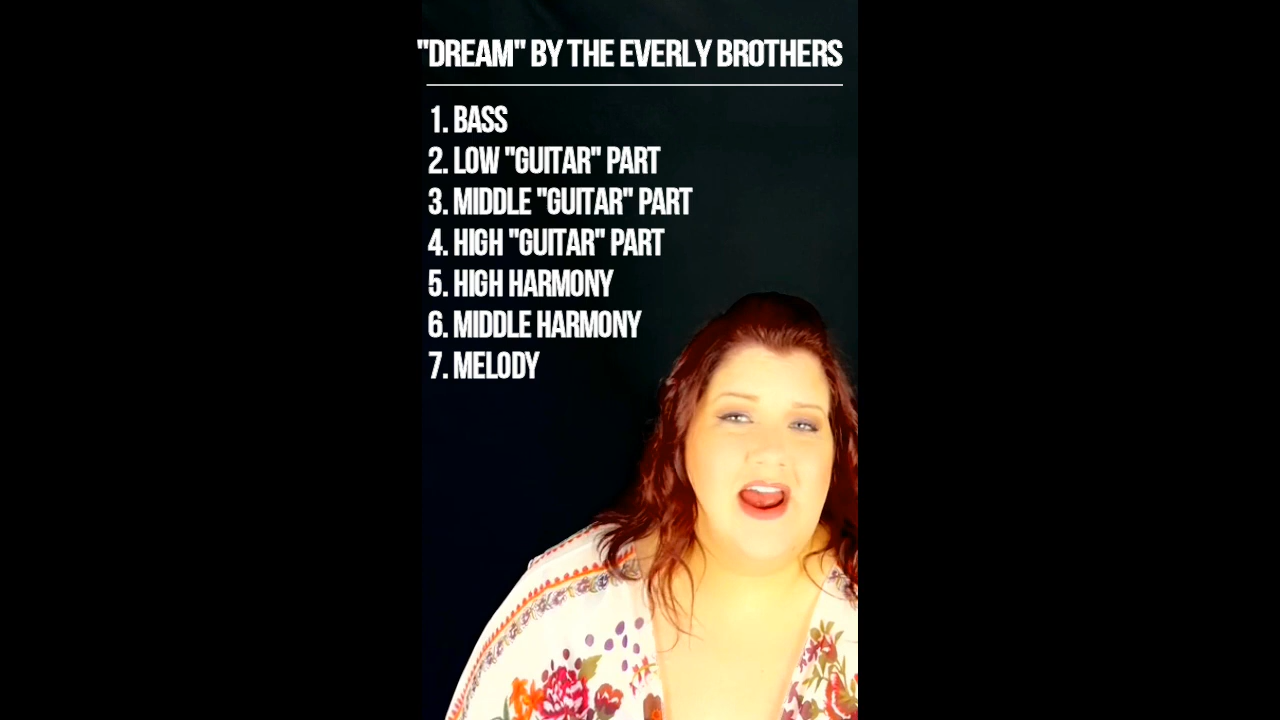 "DREAM" BY THE EVERLY BROTHERS
1. BASS
2. LOW "GUITAR" PART
3. MIDDLE "GUITAR" PART
4. HIGH "GUITAR" PART
5. HIGH HARMONY
6. MIDDLE HARMONY
7. MELODY